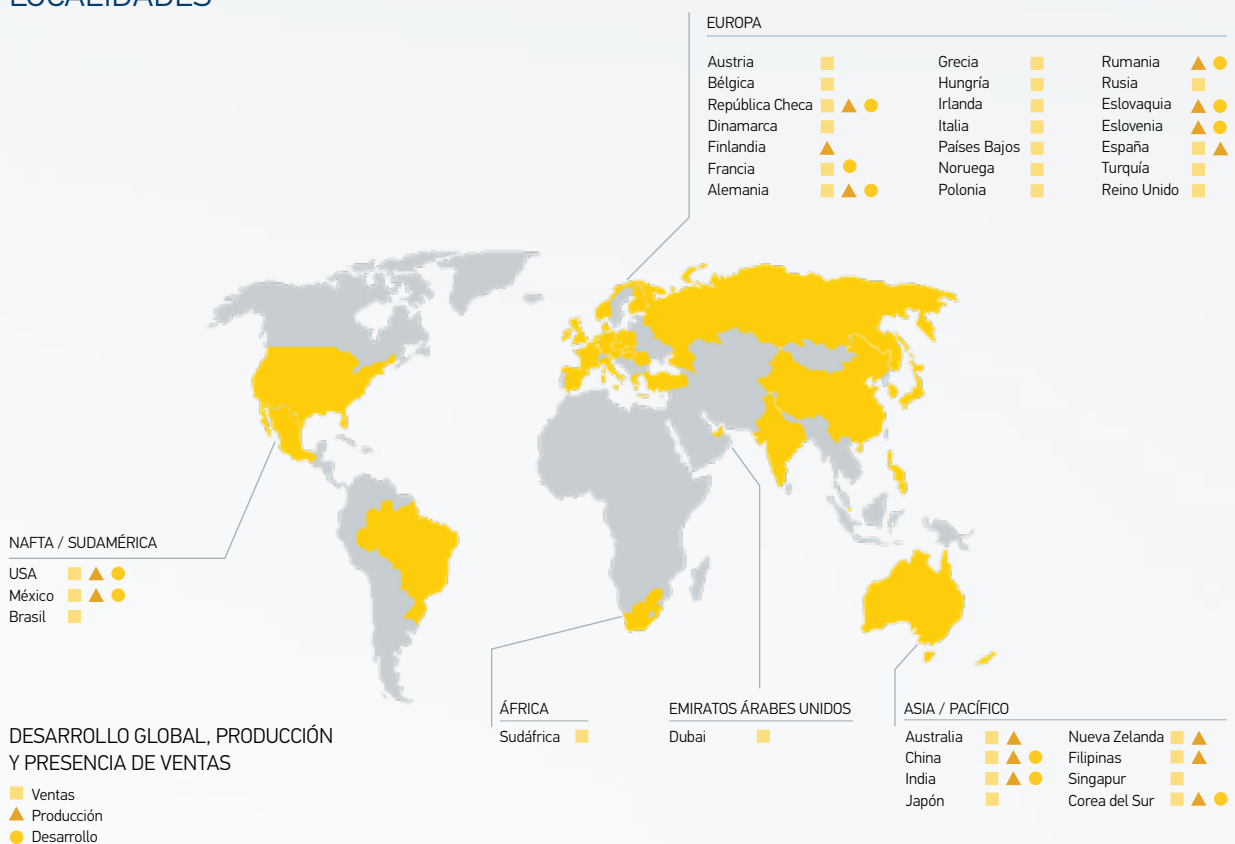 LOCALIDADES
EUROPA
Austria
Bélgica
República Checa
Dinamarca
Finlandia
Francia
Alemania
Grecia
Hungría
Irlanda
Italia
Países Bajos
Noruega
Polonia
Rumania
Rusia
Eslovaquia
Eslovenia
España
Turquía
Reino Unido
NAFTA / SUDAMÉRICA
USA
México
Brasil
ÁFRICA
Sudáfrica
EMIRATOS ÁRABES UNIDOS
Dubai
ASIA / PACÍFICO
Australia
China
India
Japón
Nueva Zelanda
Filipinas
Singapur
Corea del Sur
DESARROLLO GLOBAL, PRODUCCIÓN
Y PRESENCIA DE VENTAS
Ventas
Producción
Desarrollo